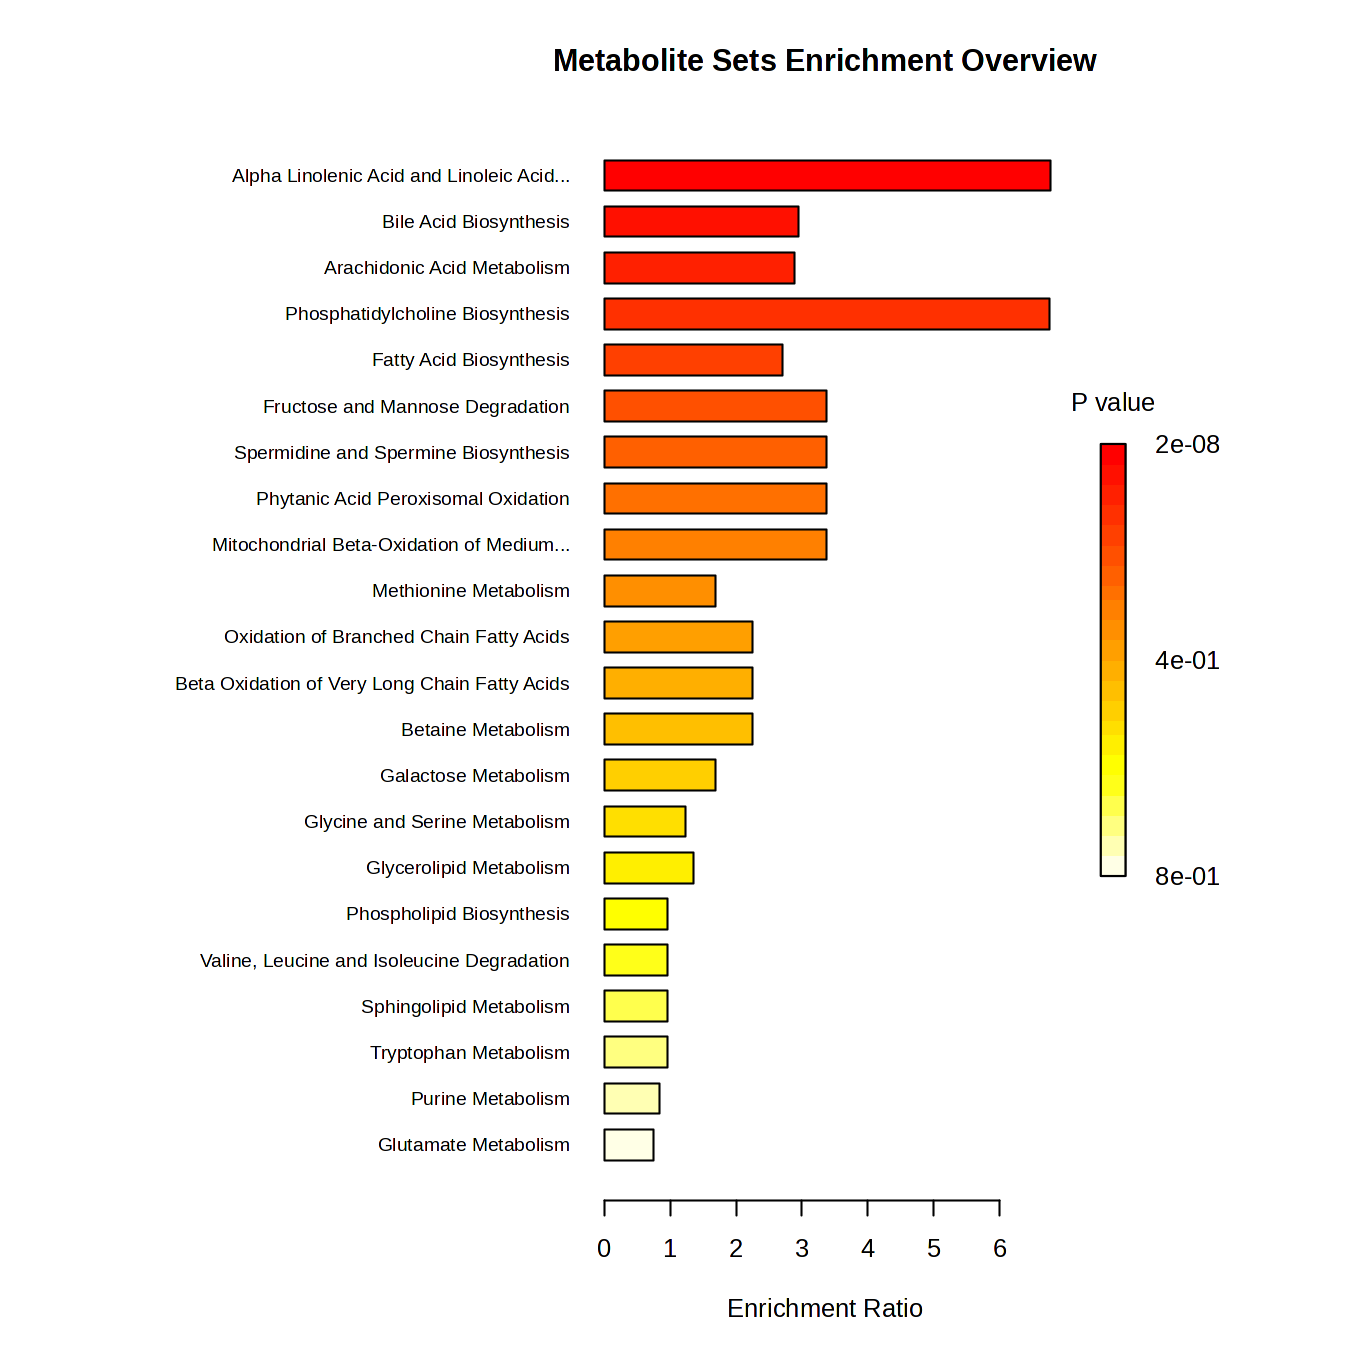 Metabolite Sets Enrichment Overview
Alpha Linolenic Acid and Linoleic Acid...
Bile Acid Biosynthesis
Arachidonic Acid Metabolism
Phosphatidylcholine Biosynthesis
Fatty Acid Biosynthesis
Fructose and Mannose Degradation
Spermidine and Spermine Biosynthesis
Phytanic Acid Peroxisomal Oxidation
Mitochondrial Beta-Oxidation of Medium...
Methionine Metabolism
Oxidation of Branched Chain Fatty Acids
Beta Oxidation of Very Long Chain Fatty Acids
Betaine Metabolism
Galactose Metabolism
Glycine and Serine Metabolism
Glycerolipid Metabolism
Phospholipid Biosynthesis
Valine, Leucine and Isoleucine Degradation
Sphingolipid Metabolism
Tryptophan Metabolism
Purine Metabolism
Glutamate Metabolism
P value
2e-08
4e-01
8e-01
0 1 2 3 4 5 6
Enrichment Ratio